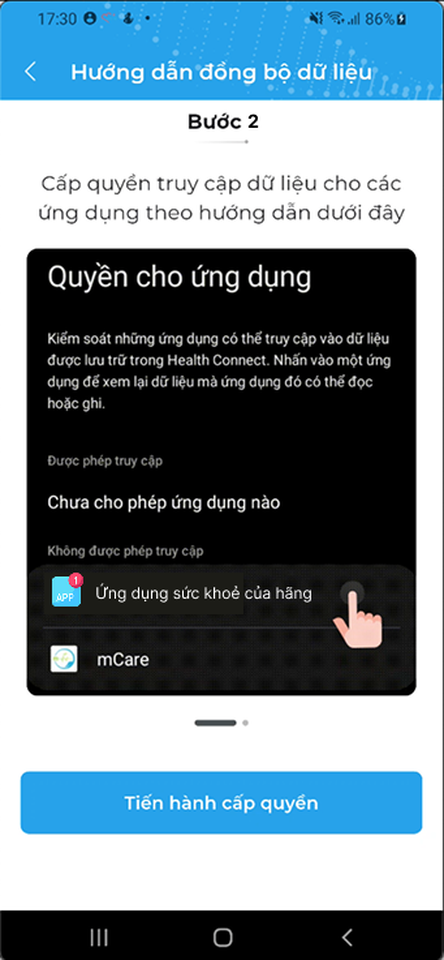 17:30
86%
Hướng dẫn đồng bộ dữ liệu
Bước 2
Cấp quyền truy cập dữ liệu cho các
ứng dụng theo hướng dẫn dưới đây
Quyền cho ứng dụng
Kiểm soát những ứng dụng có thể truy cập vào dữ liệu
được lưu trữ trong Health Connect. Nhấn vào một ứng
dụng để xem lại dữ liệu mà ứng dụng đó có thể đọc
hoặc ghi.
Được phép truy cập
Chưa cho phép ứng dụng nào
Không được phép truy cập
1
APP
Ứng dụng sức khoẻ của hãng
mCare
Tiến hành cấp quyền